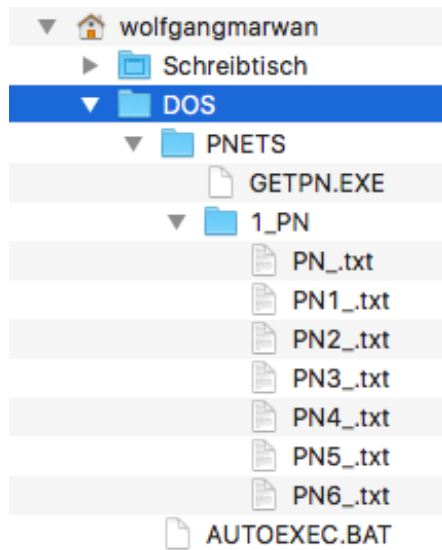 wolfgangmarwan
Schreibtisch
DOS
PNETS
GETPN.EXE
1_PN
PN_.txt
PN1_.txt
PN2_.txt
PN3_.txt
PN4_.txt
PN5_.txt
PN6_.txt
AUTOEXEC.BAT